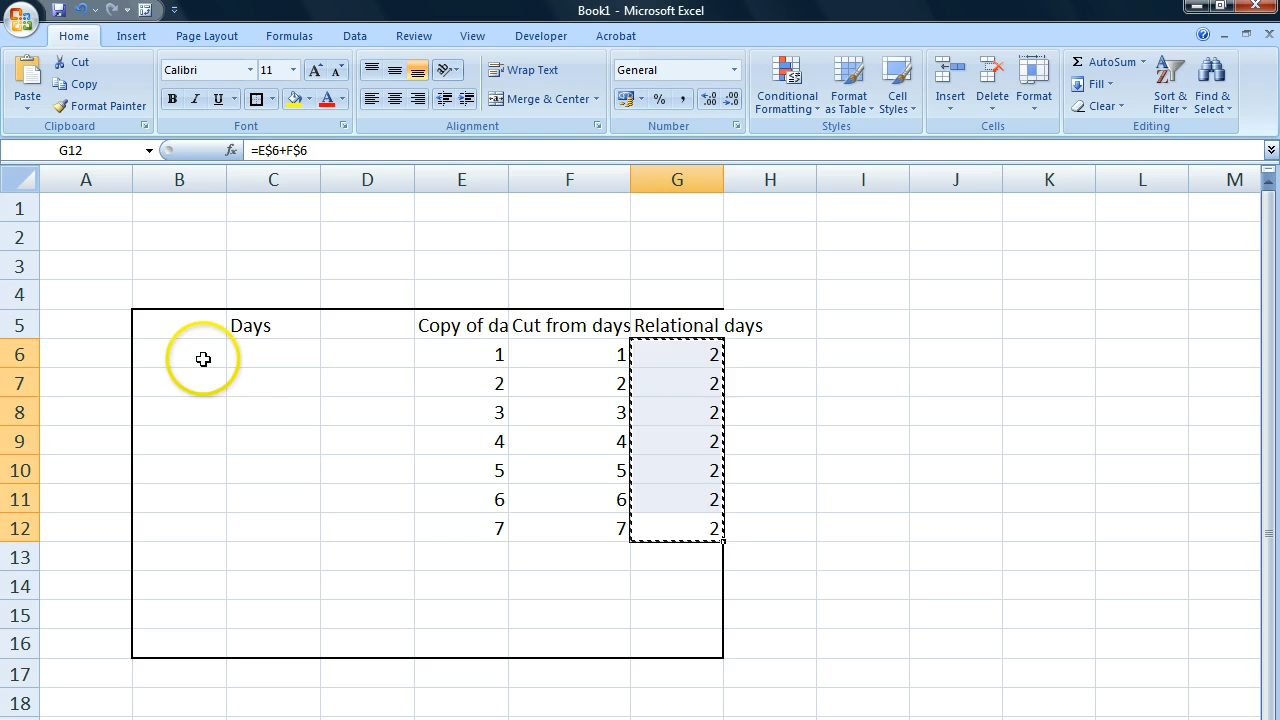 Book1 - Microsoft Excel
Home Insert Page Layout Formulas Data Review View Developer Acrobat
Paste Cut Copy Format Painter
Calibri 11
B I U
Wrap Text
Merge & Center
General
% ,
Conditional Formatting
Format as Table
Cell Styles
Insert Delete Format
Σ AutoSum
Fill
Clear
Sort & Filter
Find & Select
Clipboard Font Alignment Number Styles Cells Editing
G12 fx =E$6+F$6
A B C D E F G H I J K L M
1
2
3
4
5 Days Copy of da Cut from days Relational days
6 1 1 2
7 2 2 2
8 3 3 2
9 4 4 2
10 5 5 2
11 6 6 2
12 7 7 2
13
14
15
16
17
18